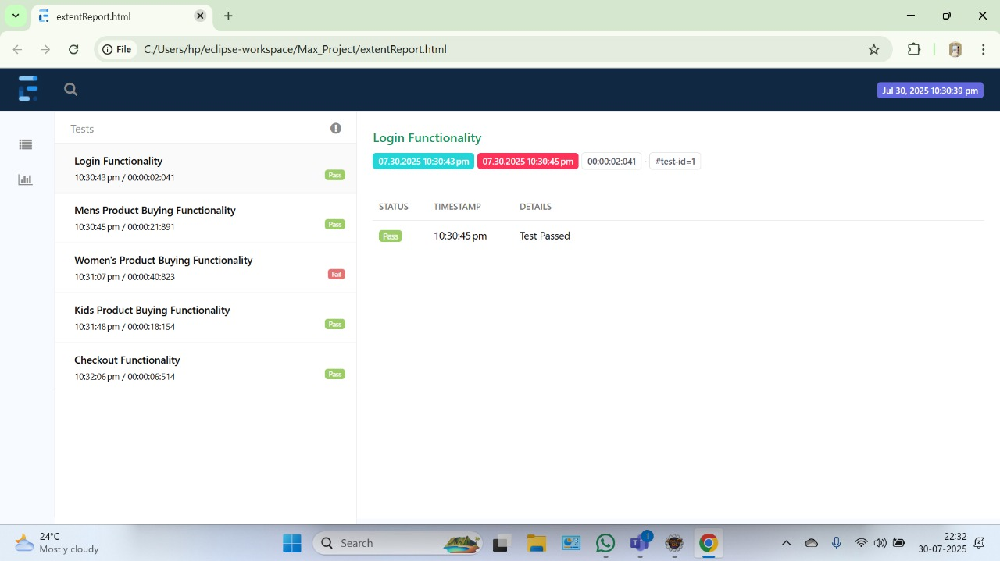 extentReport.html
File
C:/Users/hp/eclipse-workspace/Max_Project/extentReport.html
Jul 30, 2025 10:30:39 pm
Tests
Login Functionality
10:30:43 pm / 00:00:02:041
Pass
Mens Product Buying Functionality
10:30:45 pm / 00:00:21:891
Pass
Women's Product Buying Functionality
10:31:07 pm / 00:00:40:823
Fail
Kids Product Buying Functionality
10:31:48 pm / 00:00:18:154
Pass
Checkout Functionality
10:32:06 pm / 00:00:06:514
Pass
Login Functionality
07.30.2025 10:30:43 pm 07.30.2025 10:30:45 pm 00:00:02:041 · #test-id=1
STATUS TIMESTAMP DETAILS
Pass 10:30:45 pm Test Passed
24°C
Mostly cloudy
Search
1
22:32
30-07-2025